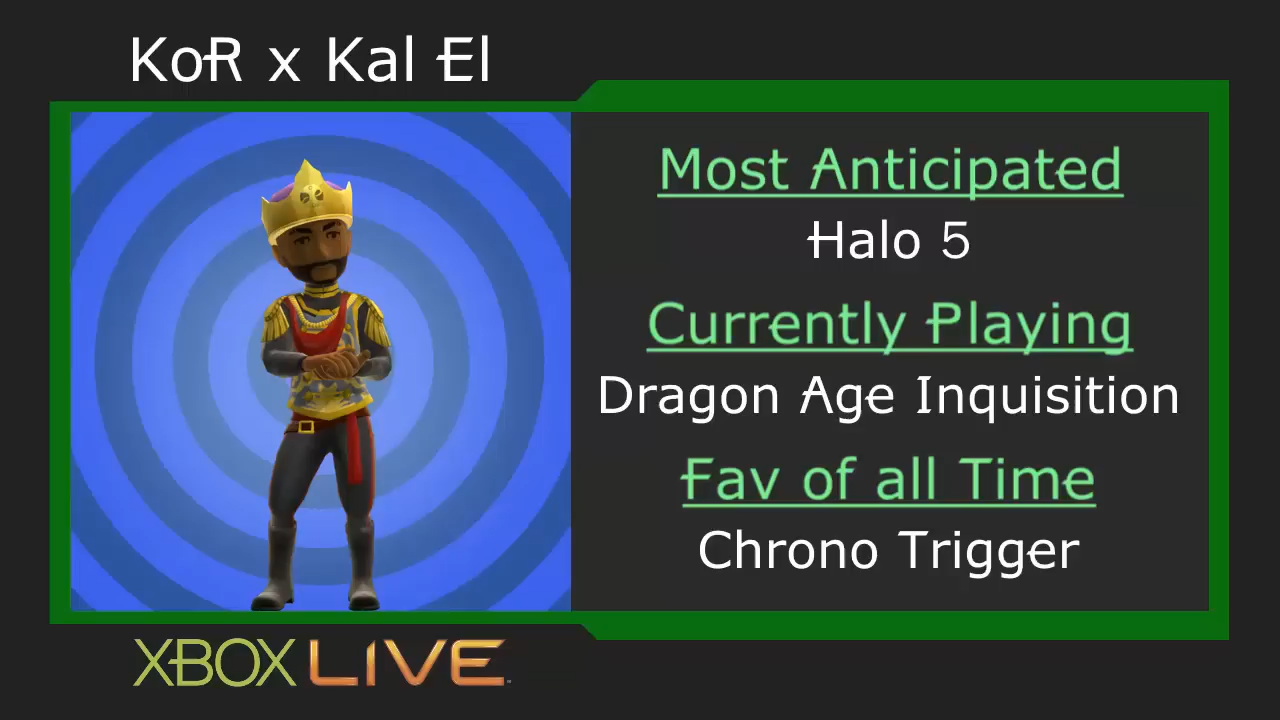 KoR x Kal El
Most Anticipated
Halo 5
Currently Playing
Dragon Age Inquisition
Fav of all Time
Chrono Trigger
XBOX LIVE